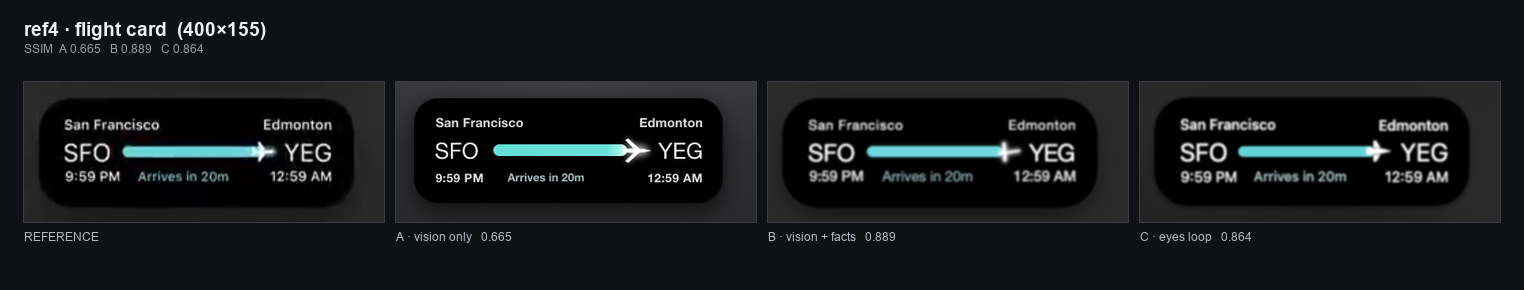 ref4 · flight card (400×155)
SSIM A 0.665 B 0.889 C 0.864
San Francisco Edmonton
SFO YEG
9:59 PM Arrives in 20m 12:59 AM
REFERENCE
San Francisco Edmonton
SFO YEG
9:59 PM Arrives in 20m 12:59 AM
A · vision only 0.665
San Francisco Edmonton
SFO YEG
9:59 PM Arrives in 20m 12:59 AM
B · vision + facts 0.889
San Francisco Edmonton
SFO YEG
9:59 PM Arrives in 20m 12:59 AM
C · eyes loop 0.864